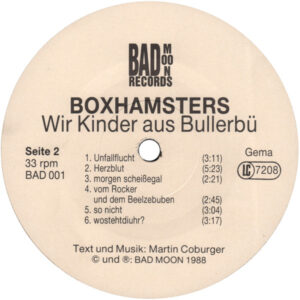 BAD MOON
RECORDS
BOXHAMSTERS
Wir Kinder aus Bullerbü
Seite 2
33 rpm
BAD 001
1. Unfallflucht (3:11)
2. Herzblut (5:23)
3. morgen scheißegal (2:21)
4. vom Rocker
und dem Beelzebuben (2:45)
5. so nicht (3:04)
6. wostehtdiuhr? (3:17)
Gema
LC 7208
Text und Musik: Martin Coburger
© und ℗: BAD MOON 1988